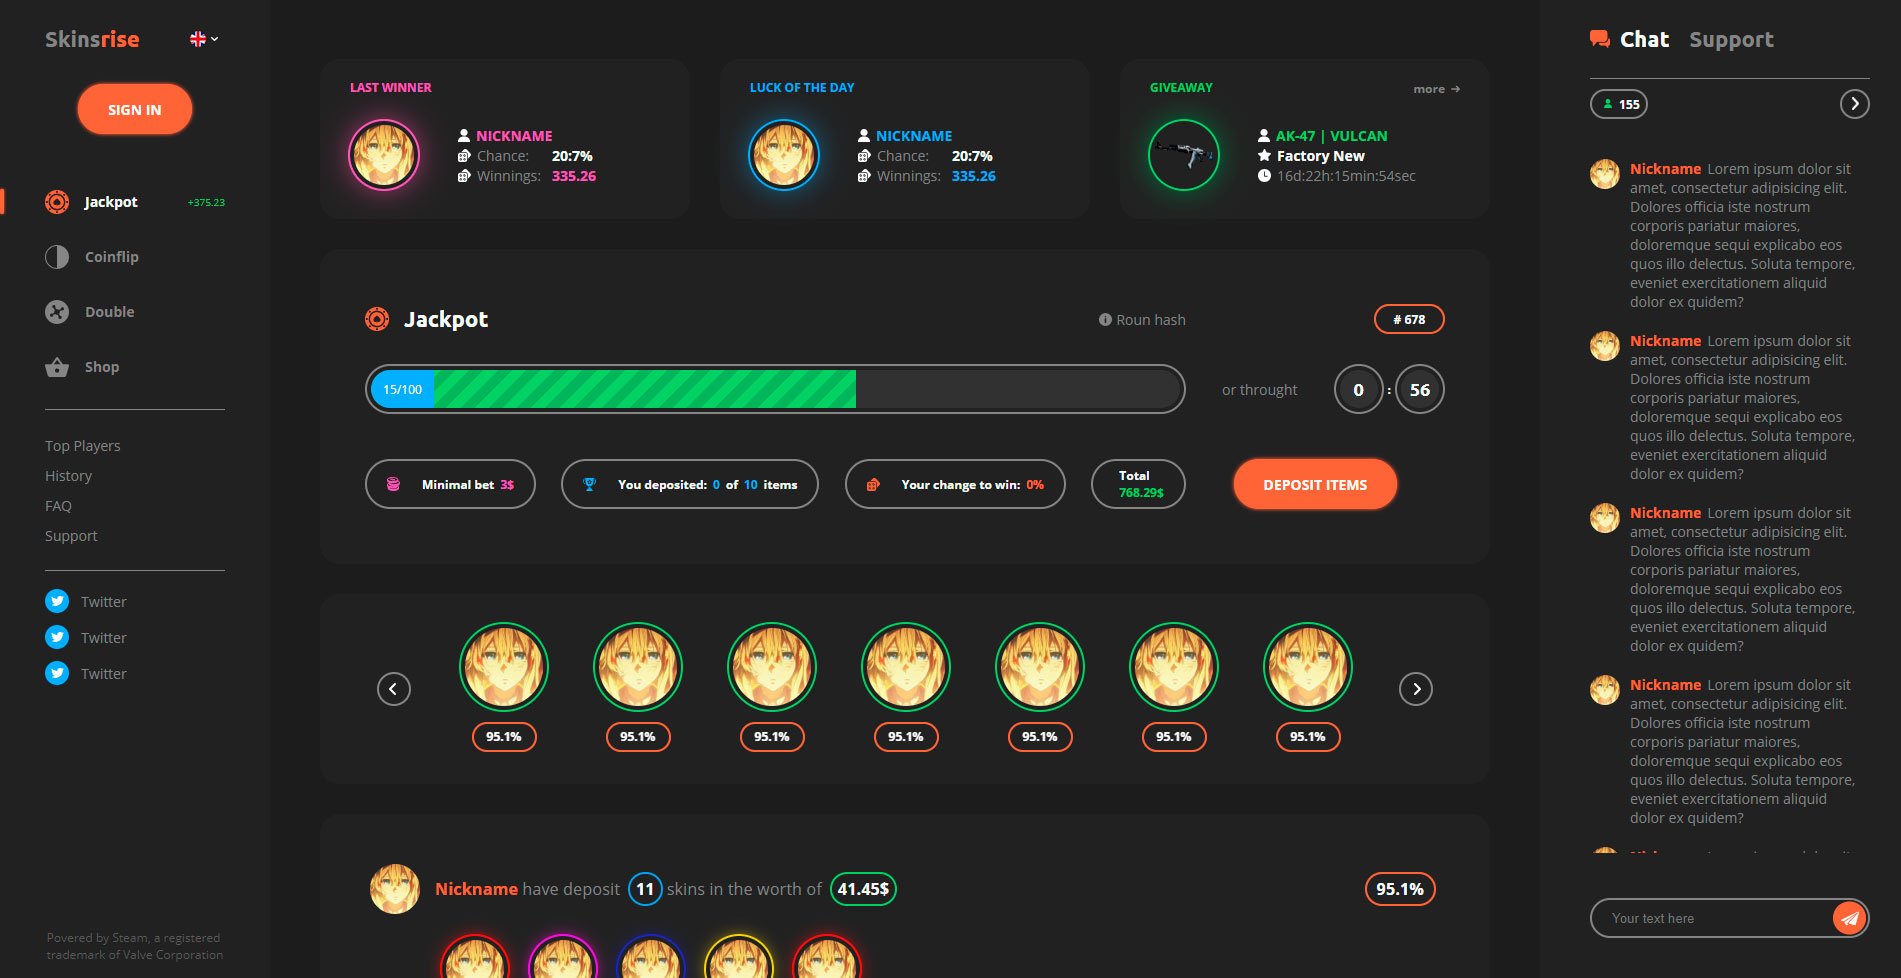 Skinsrise
SIGN IN
Jackpot +375.23
Coinflip
Double
Shop
Top Players
History
FAQ
Support
Twitter
Twitter
Twitter
Povered by Steam, a registered
trademark of Valve Corporation
LAST WINNER
NICKNAME
Chance: 20:7%
Winnings: 335.26
LUCK OF THE DAY
NICKNAME
Chance: 20:7%
Winnings: 335.26
GIVEAWAY
more →
AK-47 | VULCAN
Factory New
16d:22h:15min:54sec
Jackpot
Roun hash
# 678
15/100
or throught
0 : 56
Minimal bet 3$
You deposited: 0 of 10 items
Your change to win: 0%
Total
768.29$
DEPOSIT ITEMS
95.1%
95.1%
95.1%
95.1%
95.1%
95.1%
95.1%
Nickname have deposit 11 skins in the worth of 41.45$
95.1%
Chat Support
155
Nickname Lorem ipsum dolor sit
amet, consectetur adipisicing elit.
Dolores officia iste nostrum
corporis pariatur maiores,
doloremque sequi explicabo eos
quos illo delectus. Soluta tempore,
eveniet exercitationem aliquid
dolor ex quidem?
Nickname Lorem ipsum dolor sit
amet, consectetur adipisicing elit.
Dolores officia iste nostrum
corporis pariatur maiores,
doloremque sequi explicabo eos
quos illo delectus. Soluta tempore,
eveniet exercitationem aliquid
dolor ex quidem?
Nickname Lorem ipsum dolor sit
amet, consectetur adipisicing elit.
Dolores officia iste nostrum
corporis pariatur maiores,
doloremque sequi explicabo eos
quos illo delectus. Soluta tempore,
eveniet exercitationem aliquid
dolor ex quidem?
Nickname Lorem ipsum dolor sit
amet, consectetur adipisicing elit.
Dolores officia iste nostrum
corporis pariatur maiores,
doloremque sequi explicabo eos
quos illo delectus. Soluta tempore,
eveniet exercitationem aliquid
dolor ex quidem?
Your text here